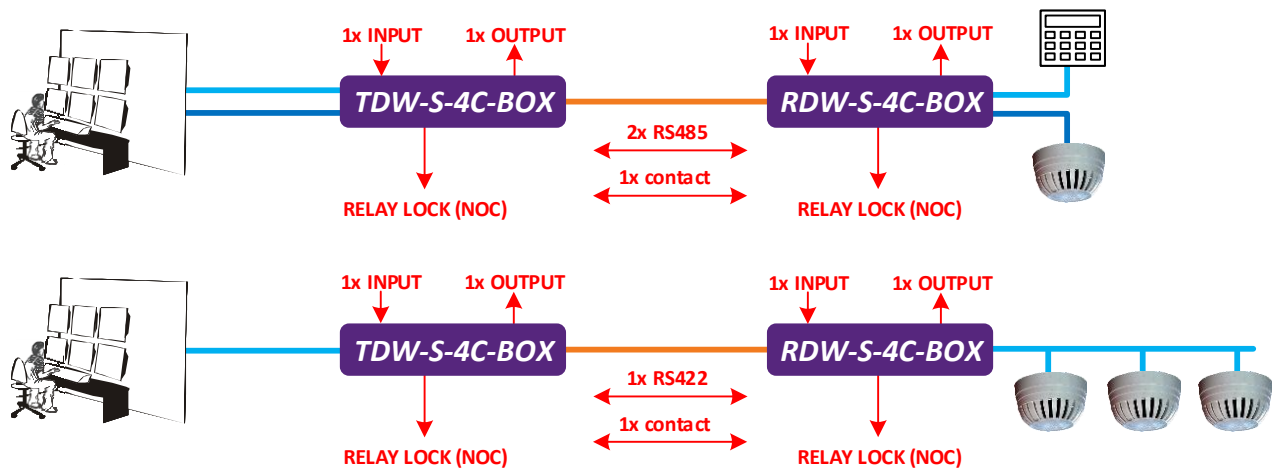 1x INPUT
1x OUTPUT
1x INPUT
1x OUTPUT
TDW-S-4C-BOX
RDW-S-4C-BOX
2x RS485
1x contact
RELAY LOCK (NOC)
RELAY LOCK (NOC)
1x INPUT
1x OUTPUT
1x INPUT
1x OUTPUT
TDW-S-4C-BOX
RDW-S-4C-BOX
1x RS422
1x contact
RELAY LOCK (NOC)
RELAY LOCK (NOC)